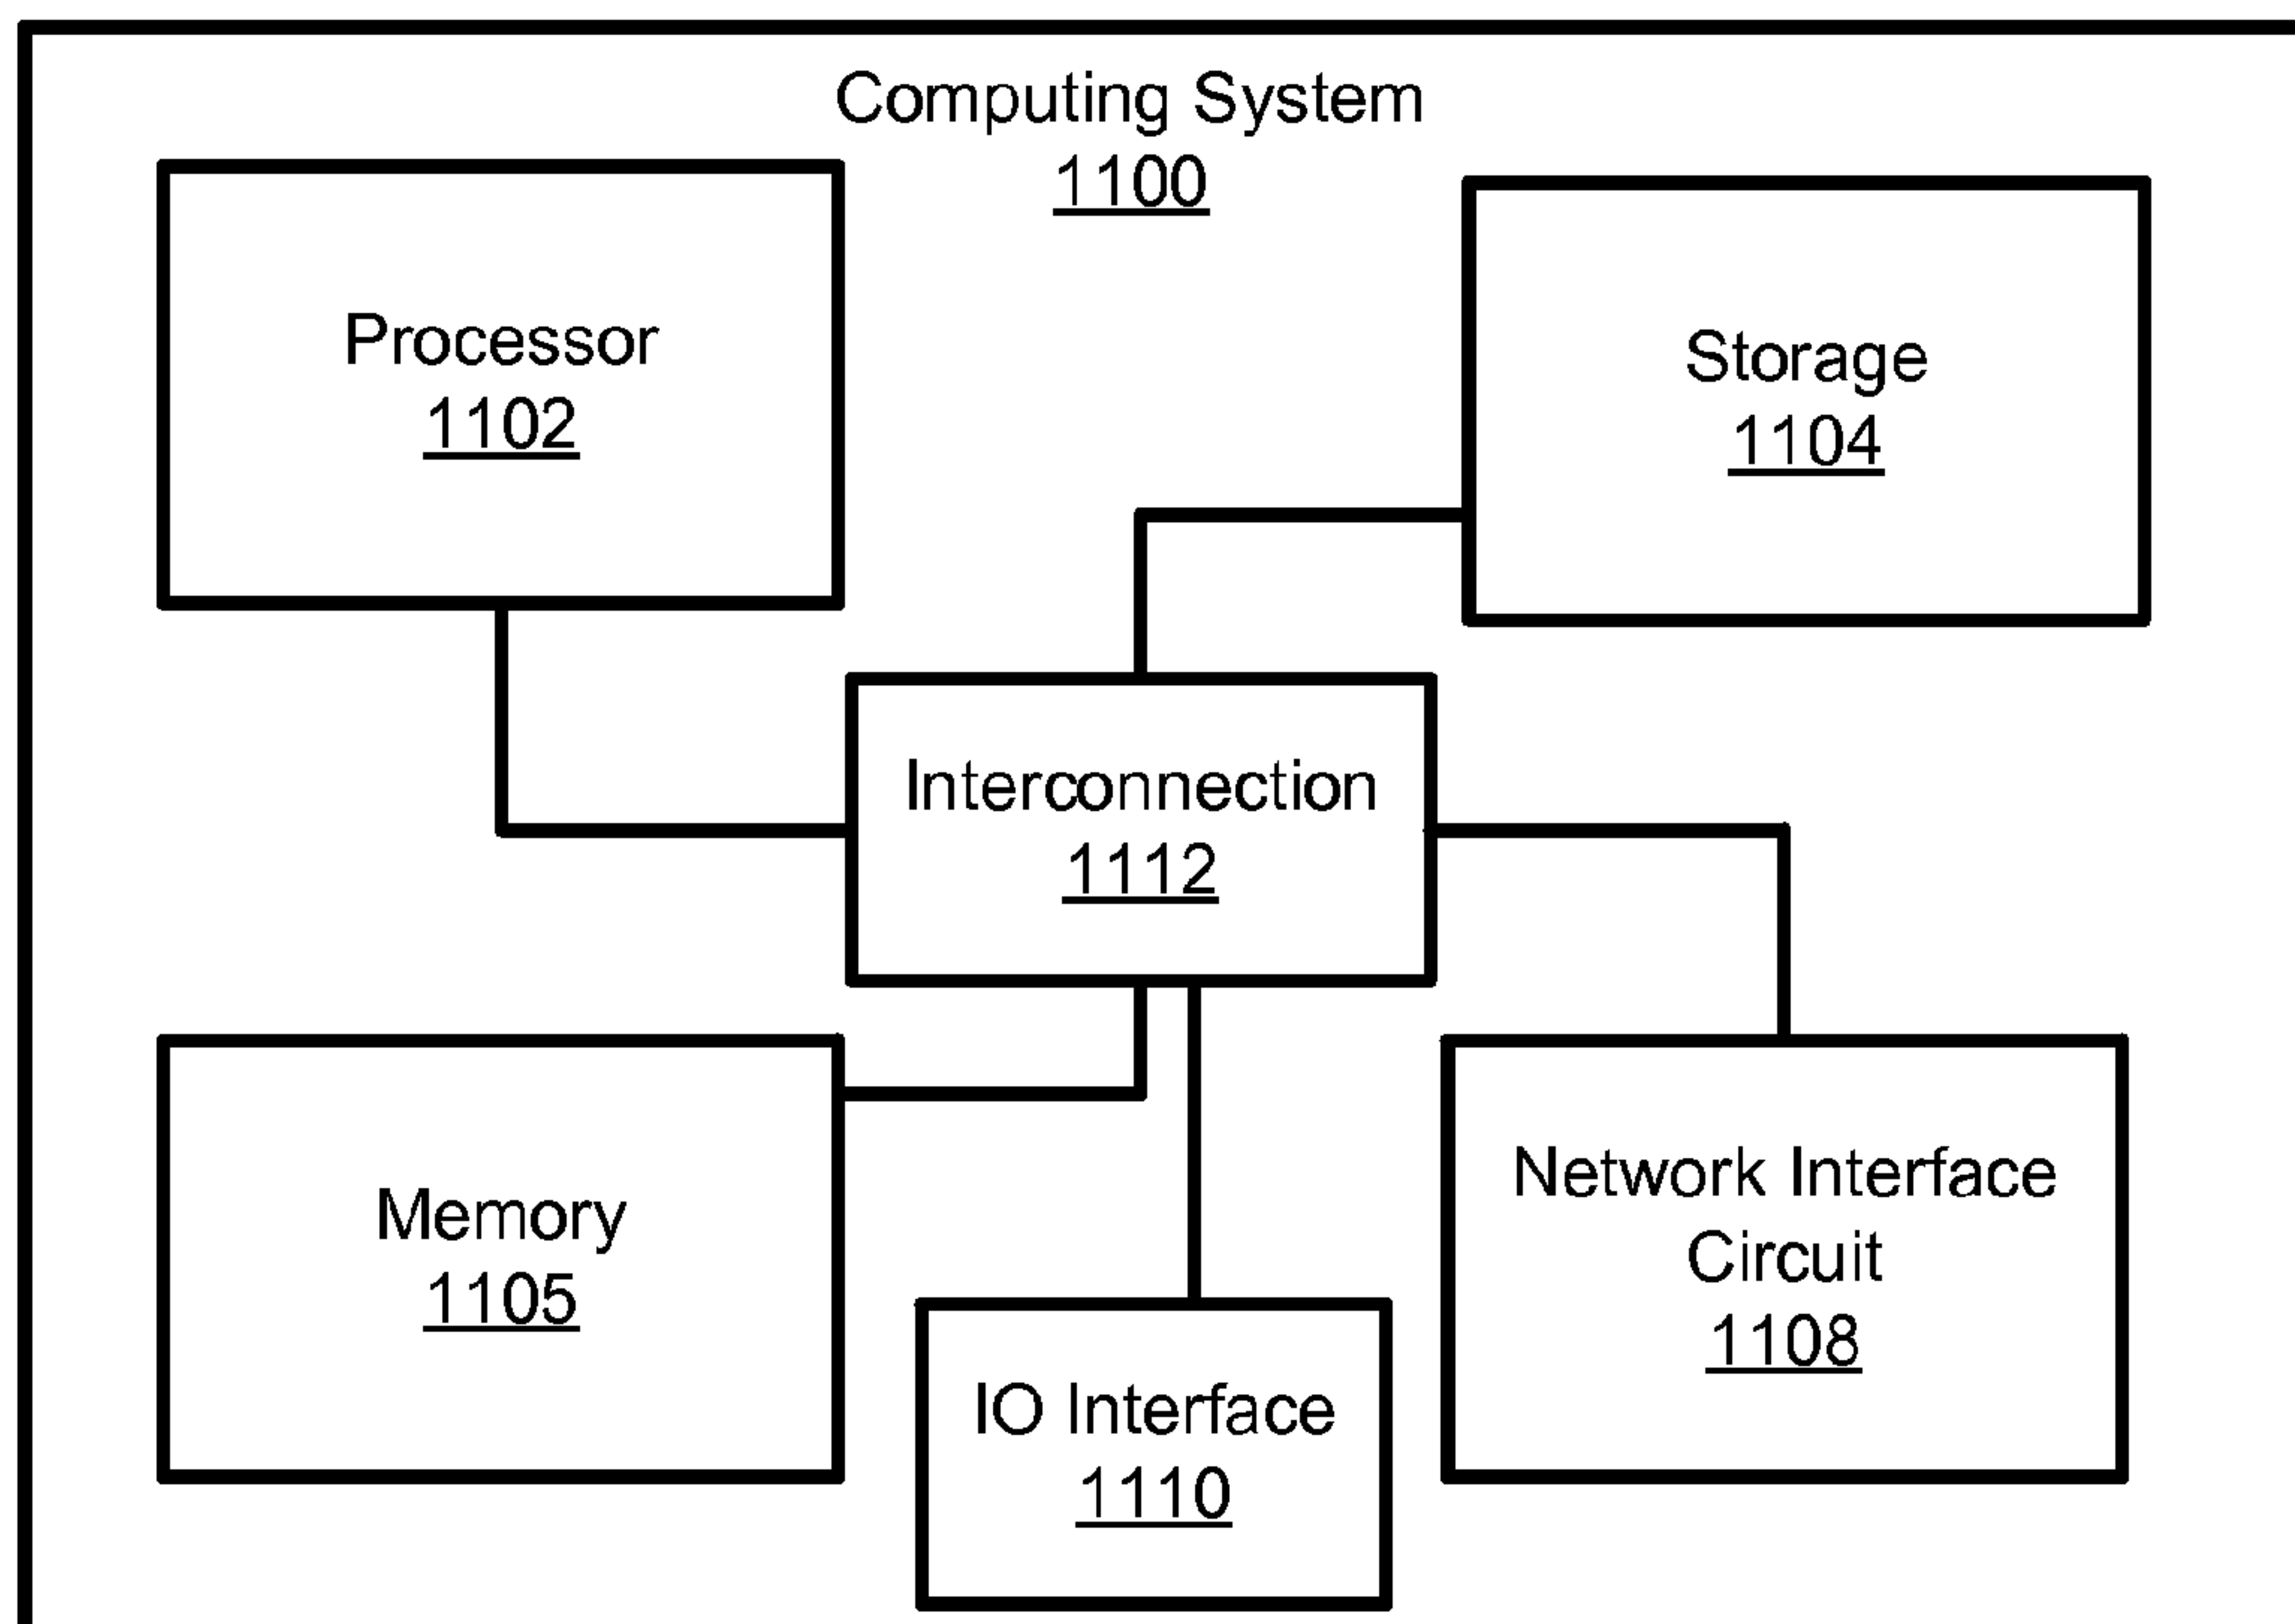 Computing System
1100
Processor
1102
Storage
1104
Interconnection
1112
Memory
1105
Network Interface
Circuit
1108
IO Interface
1110